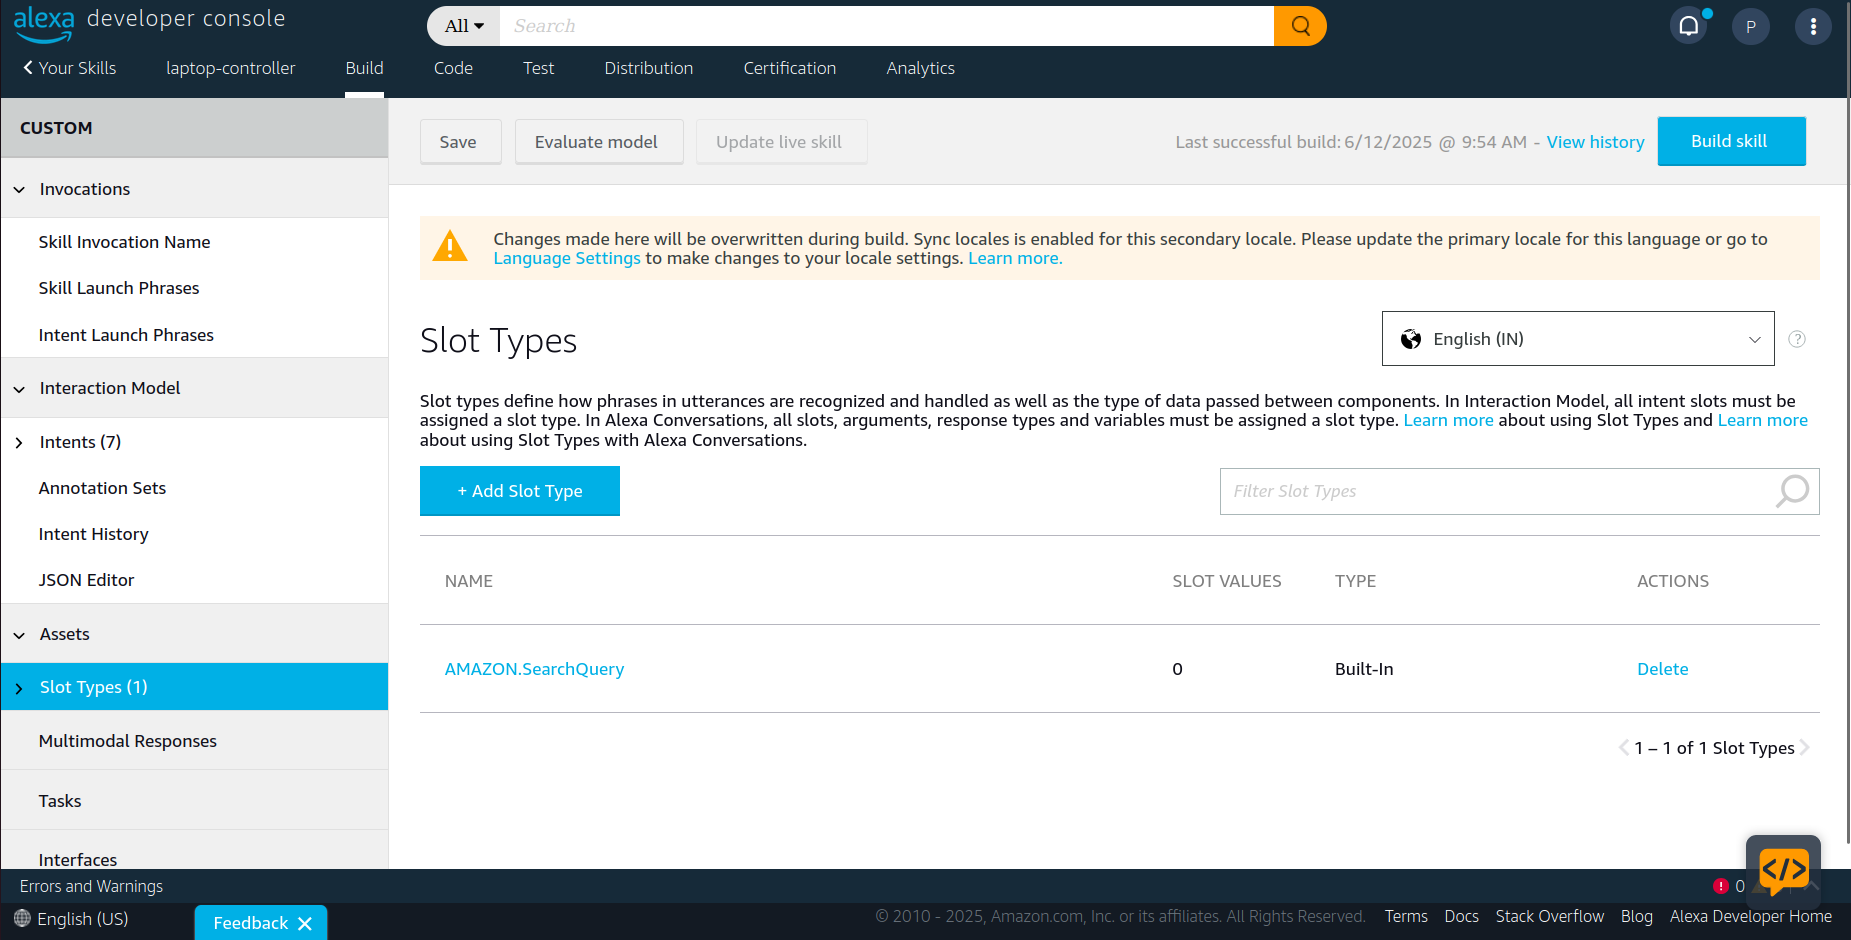 alexa developer console
All
Search
P
Your Skills
laptop-controller
Build
Code
Test
Distribution
Certification
Analytics
CUSTOM
Invocations
Skill Invocation Name
Skill Launch Phrases
Intent Launch Phrases
Interaction Model
Intents (7)
Annotation Sets
Intent History
JSON Editor
Assets
Slot Types (1)
Multimodal Responses
Tasks
Interfaces
Save
Evaluate model
Update live skill
Last successful build: 6/12/2025 @ 9:54 AM - View history
Build skill
Changes made here will be overwritten during build. Sync locales is enabled for this secondary locale. Please update the primary locale for this language or go to
Language Settings to make changes to your locale settings. Learn more.
Slot Types
English (IN)
?
Slot types define how phrases in utterances are recognized and handled as well as the type of data passed between components. In Interaction Model, all intent slots must be
assigned a slot type. In Alexa Conversations, all slots, arguments, response types and variables must be assigned a slot type. Learn more about using Slot Types and Learn more
about using Slot Types with Alexa Conversations.
+ Add Slot Type
Filter Slot Types
NAME
SLOT VALUES
TYPE
ACTIONS
AMAZON.SearchQuery
0
Built-In
Delete
1 – 1 of 1 Slot Types
Errors and Warnings
0
English (US)
Feedback
© 2010 - 2025, Amazon.com, Inc. or its affiliates. All Rights Reserved.
Terms
Docs
Stack Overflow
Blog
Alexa Developer Home